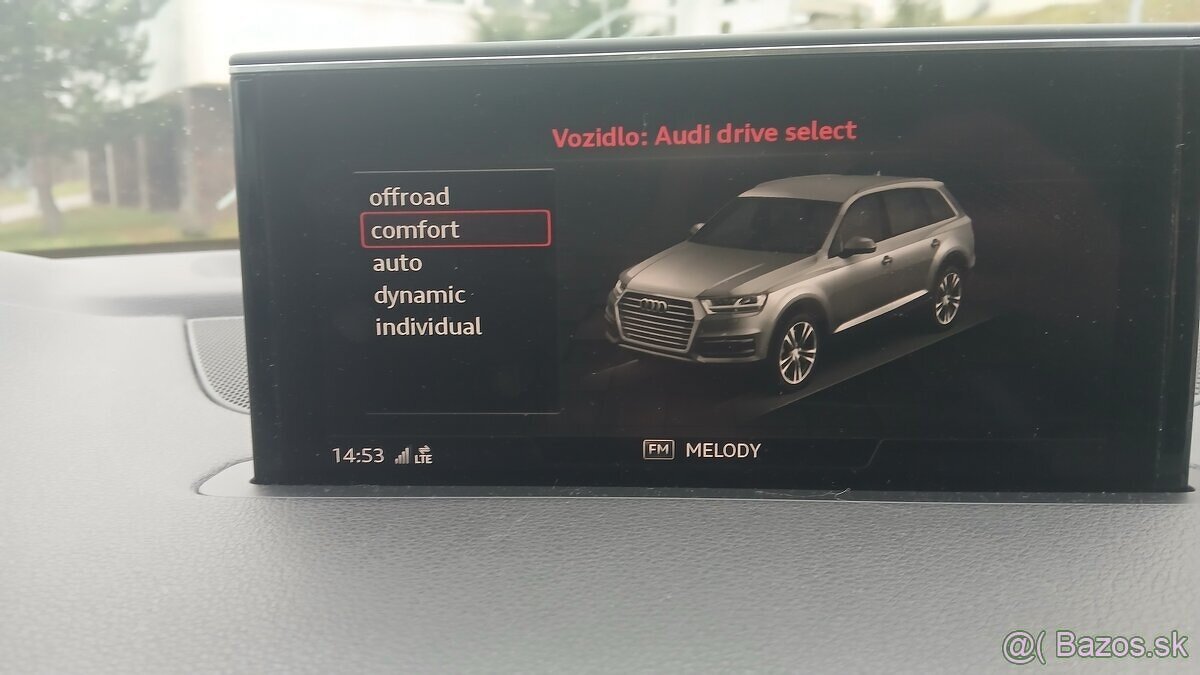 Vozidlo: Audi drive select
offroad
comfort
auto
dynamic
individual
14:53 LTE
FM MELODY
@( Bazos.sk